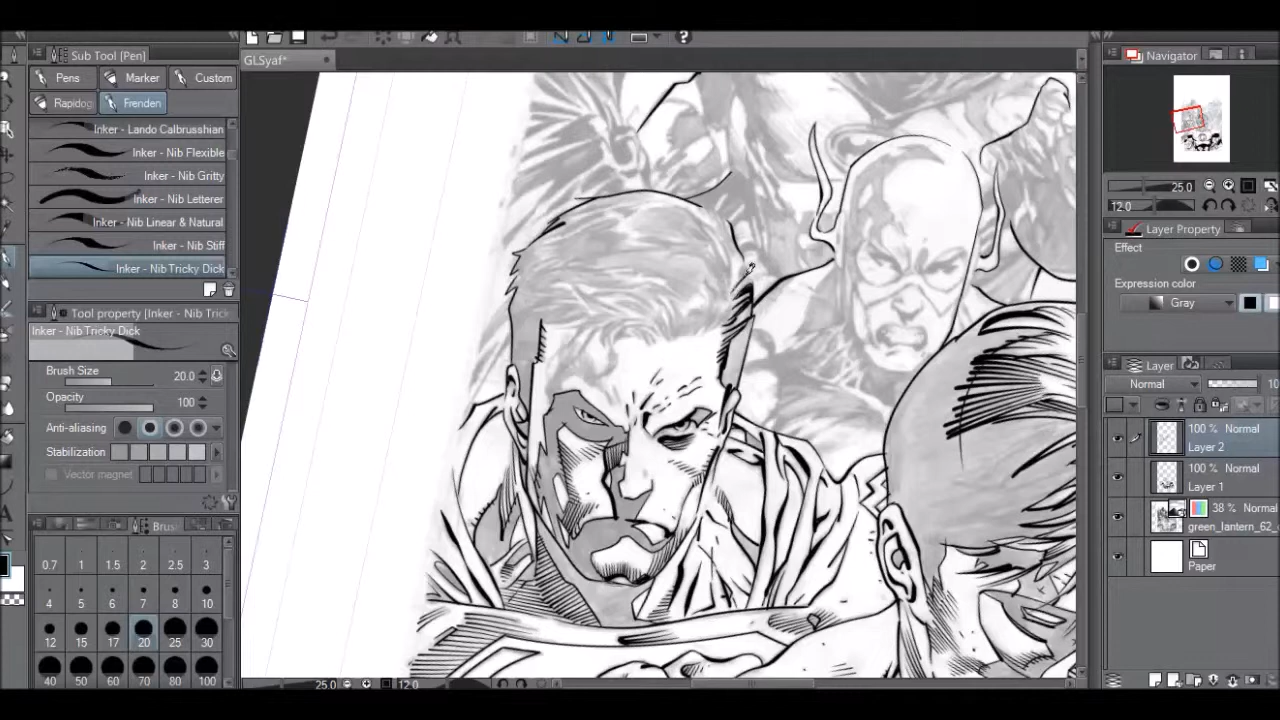 Sub Tool [Pen]
Pens
Marker
Custom
Rapidog
Frenden
Inker - Lando Calbrusshian
Inker - Nib Flexible
Inker - Nib Gritty
Inker - Nib Letterer
Inker - Nib Linear & Natural
Inker - Nib Stiff
Inker - Nib Tricky Dick
Tool property [Inker - Nib Trick
Inker - Nib Tricky Dick
Brush Size
20.0
Opacity
100
Anti-aliasing
Stabilization
Vector magnet
Brus
0.7 1 1.5 2 2.5 3
4 5 6 7 8 10
12 15 17 20 25 30
40 50 60 70 80 100
GLSyaf*
25.0
12.0
Navigator
25.0
12.0
Layer Property
Effect
Expression color
Gray
Layer
Normal
10
100 % Normal
Layer 2
100 % Normal
Layer 1
38 % Normal
green_lantern_62_
Paper